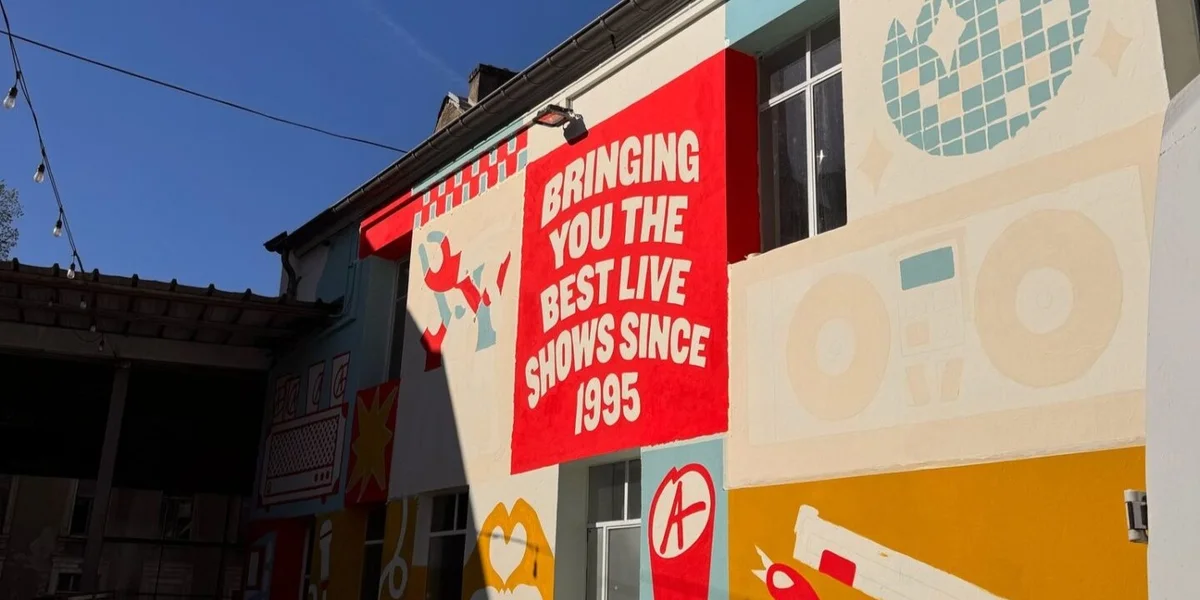 BRINGING
YOU THE
BEST LIVE
SHOWS SINCE
1995
A